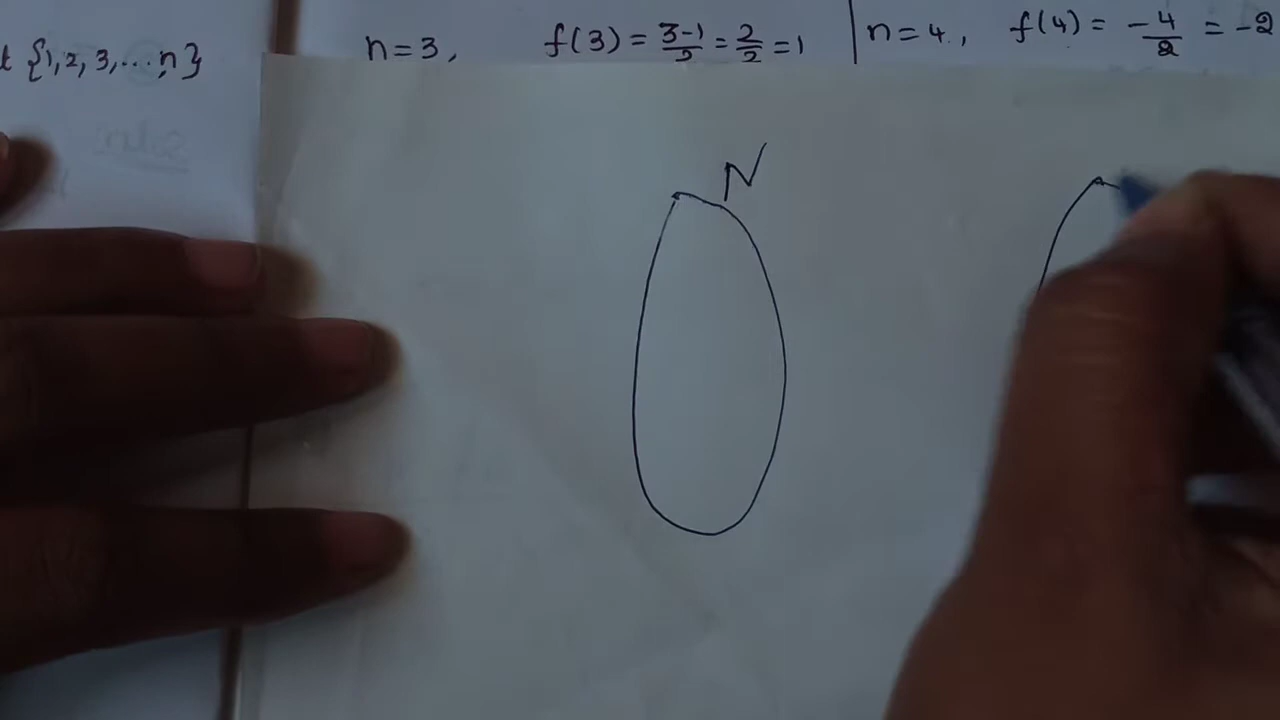 t {1, 2, 3, ... n}
n = 3, f(3) = 3-1/2 = 2/2 = 1
n = 4, f(4) = -4/2 = -2
N